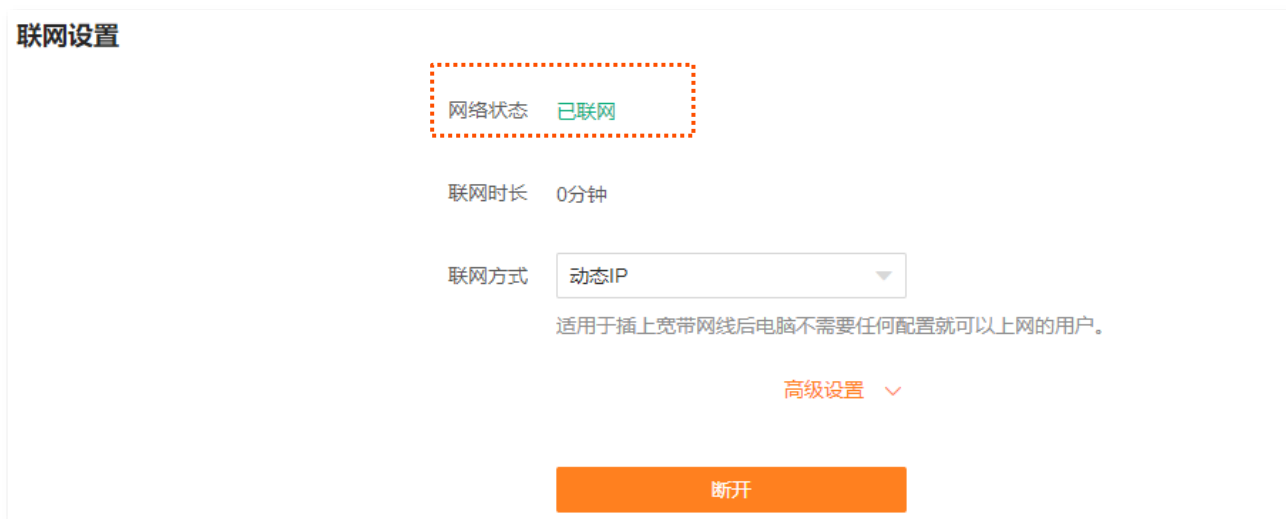 联网设置
网络状态 已联网
联网时长 0分钟
联网方式 动态IP
适用于插上宽带网线后电脑不需要任何配置就可以上网的用户。
高级设置
断开